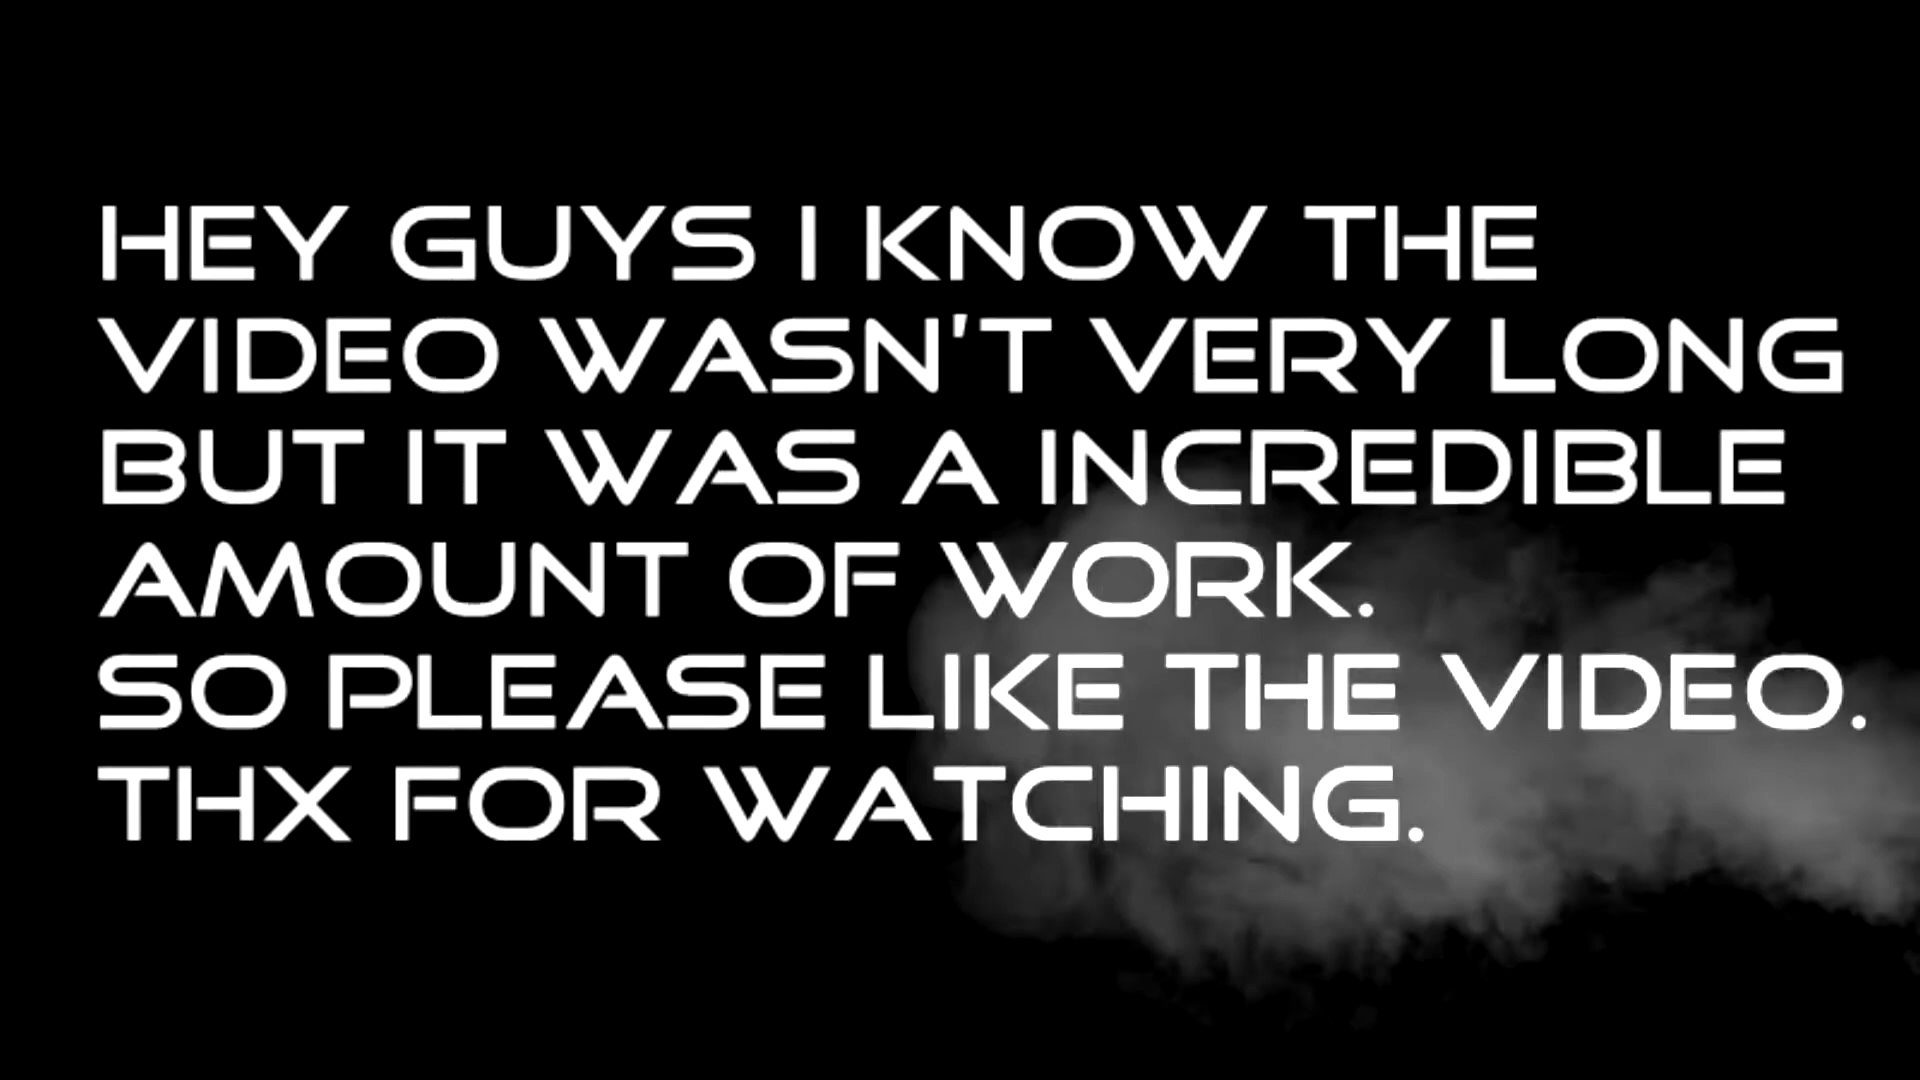 HEY GUYS I KNOW THE
VIDEO WASN'T VERY LONG
BUT IT WAS A INCREDIBLE
AMOUNT OF WORK.
SO PLEASE LIKE THE VIDEO.
THX FOR WATCHING.